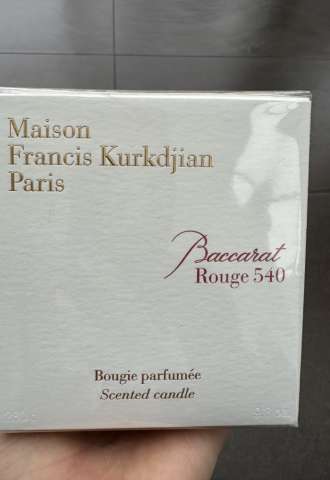 Maison
Francis Kurkdjian
Paris
Baccarat
Rouge 540
Bougie parfumée
Scented candle